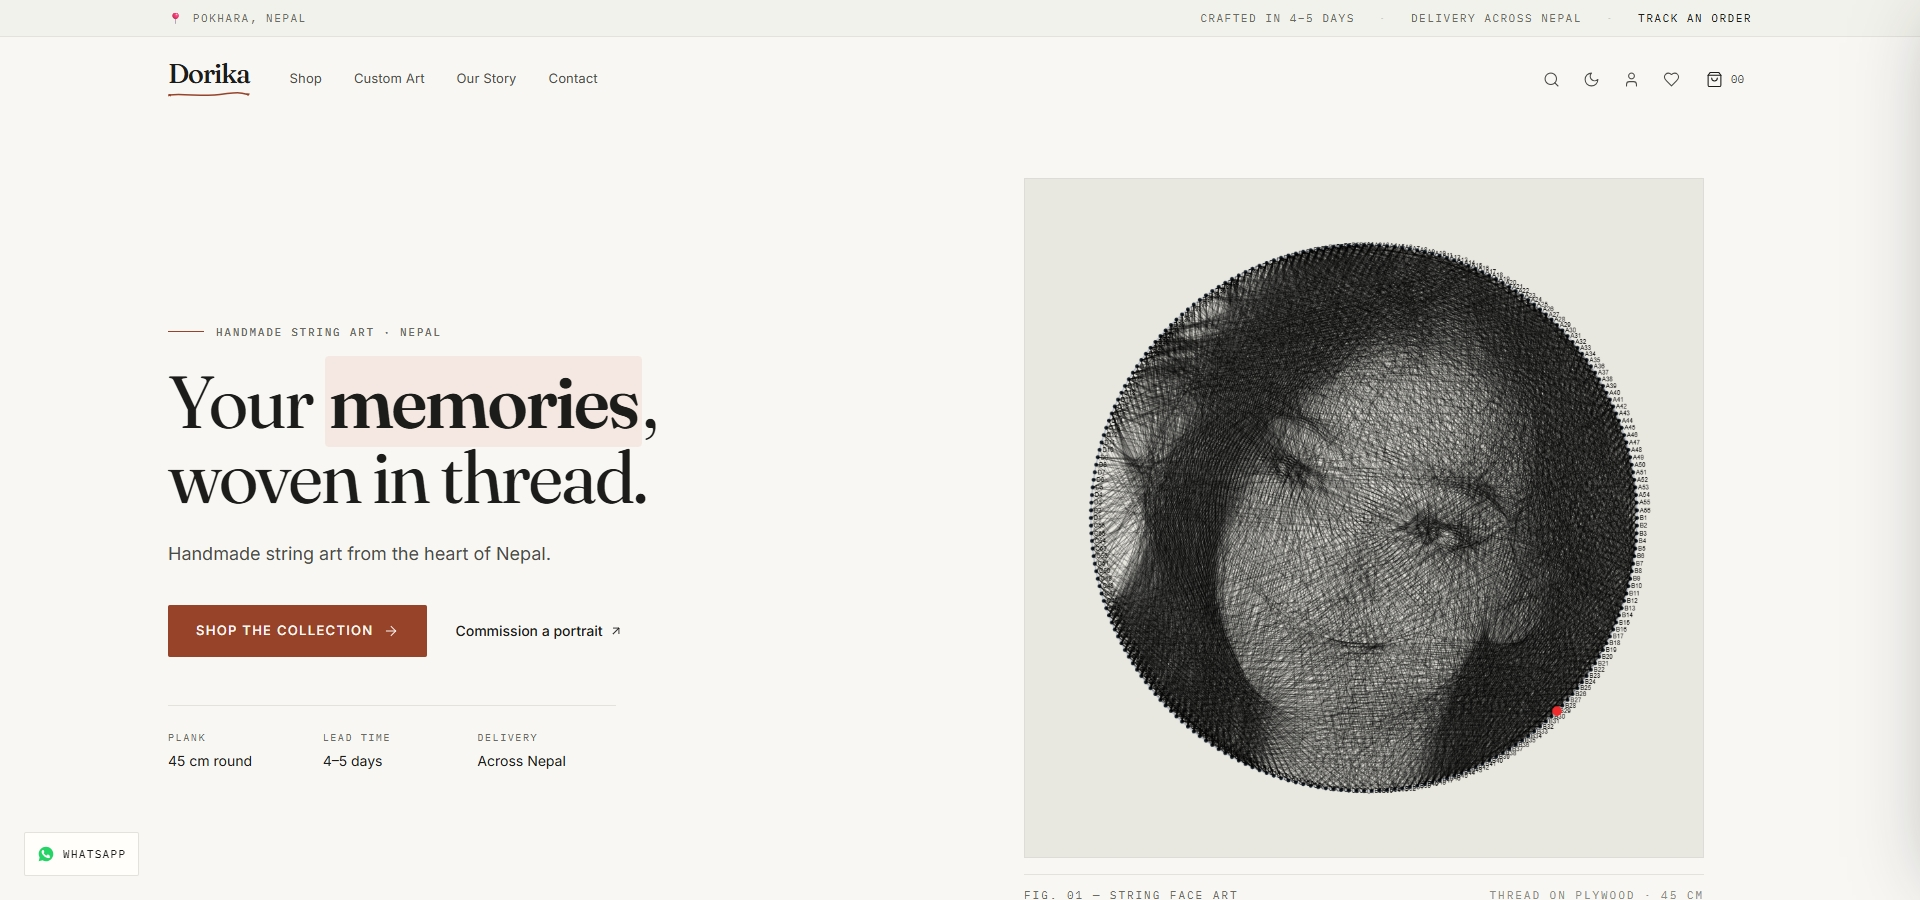 POKHARA, NEPAL
CRAFTED IN 4–5 DAYS · DELIVERY ACROSS NEPAL · TRACK AN ORDER
Dorika
Shop
Custom Art
Our Story
Contact
00
HANDMADE STRING ART · NEPAL
Your memories,
woven in thread.
Handmade string art from the heart of Nepal.
SHOP THE COLLECTION →
Commission a portrait ↗
PLANK
45 cm round
LEAD TIME
4–5 days
DELIVERY
Across Nepal
WHATSAPP
FIG. 01 — STRING FACE ART
THREAD ON PLYWOOD · 45 CM